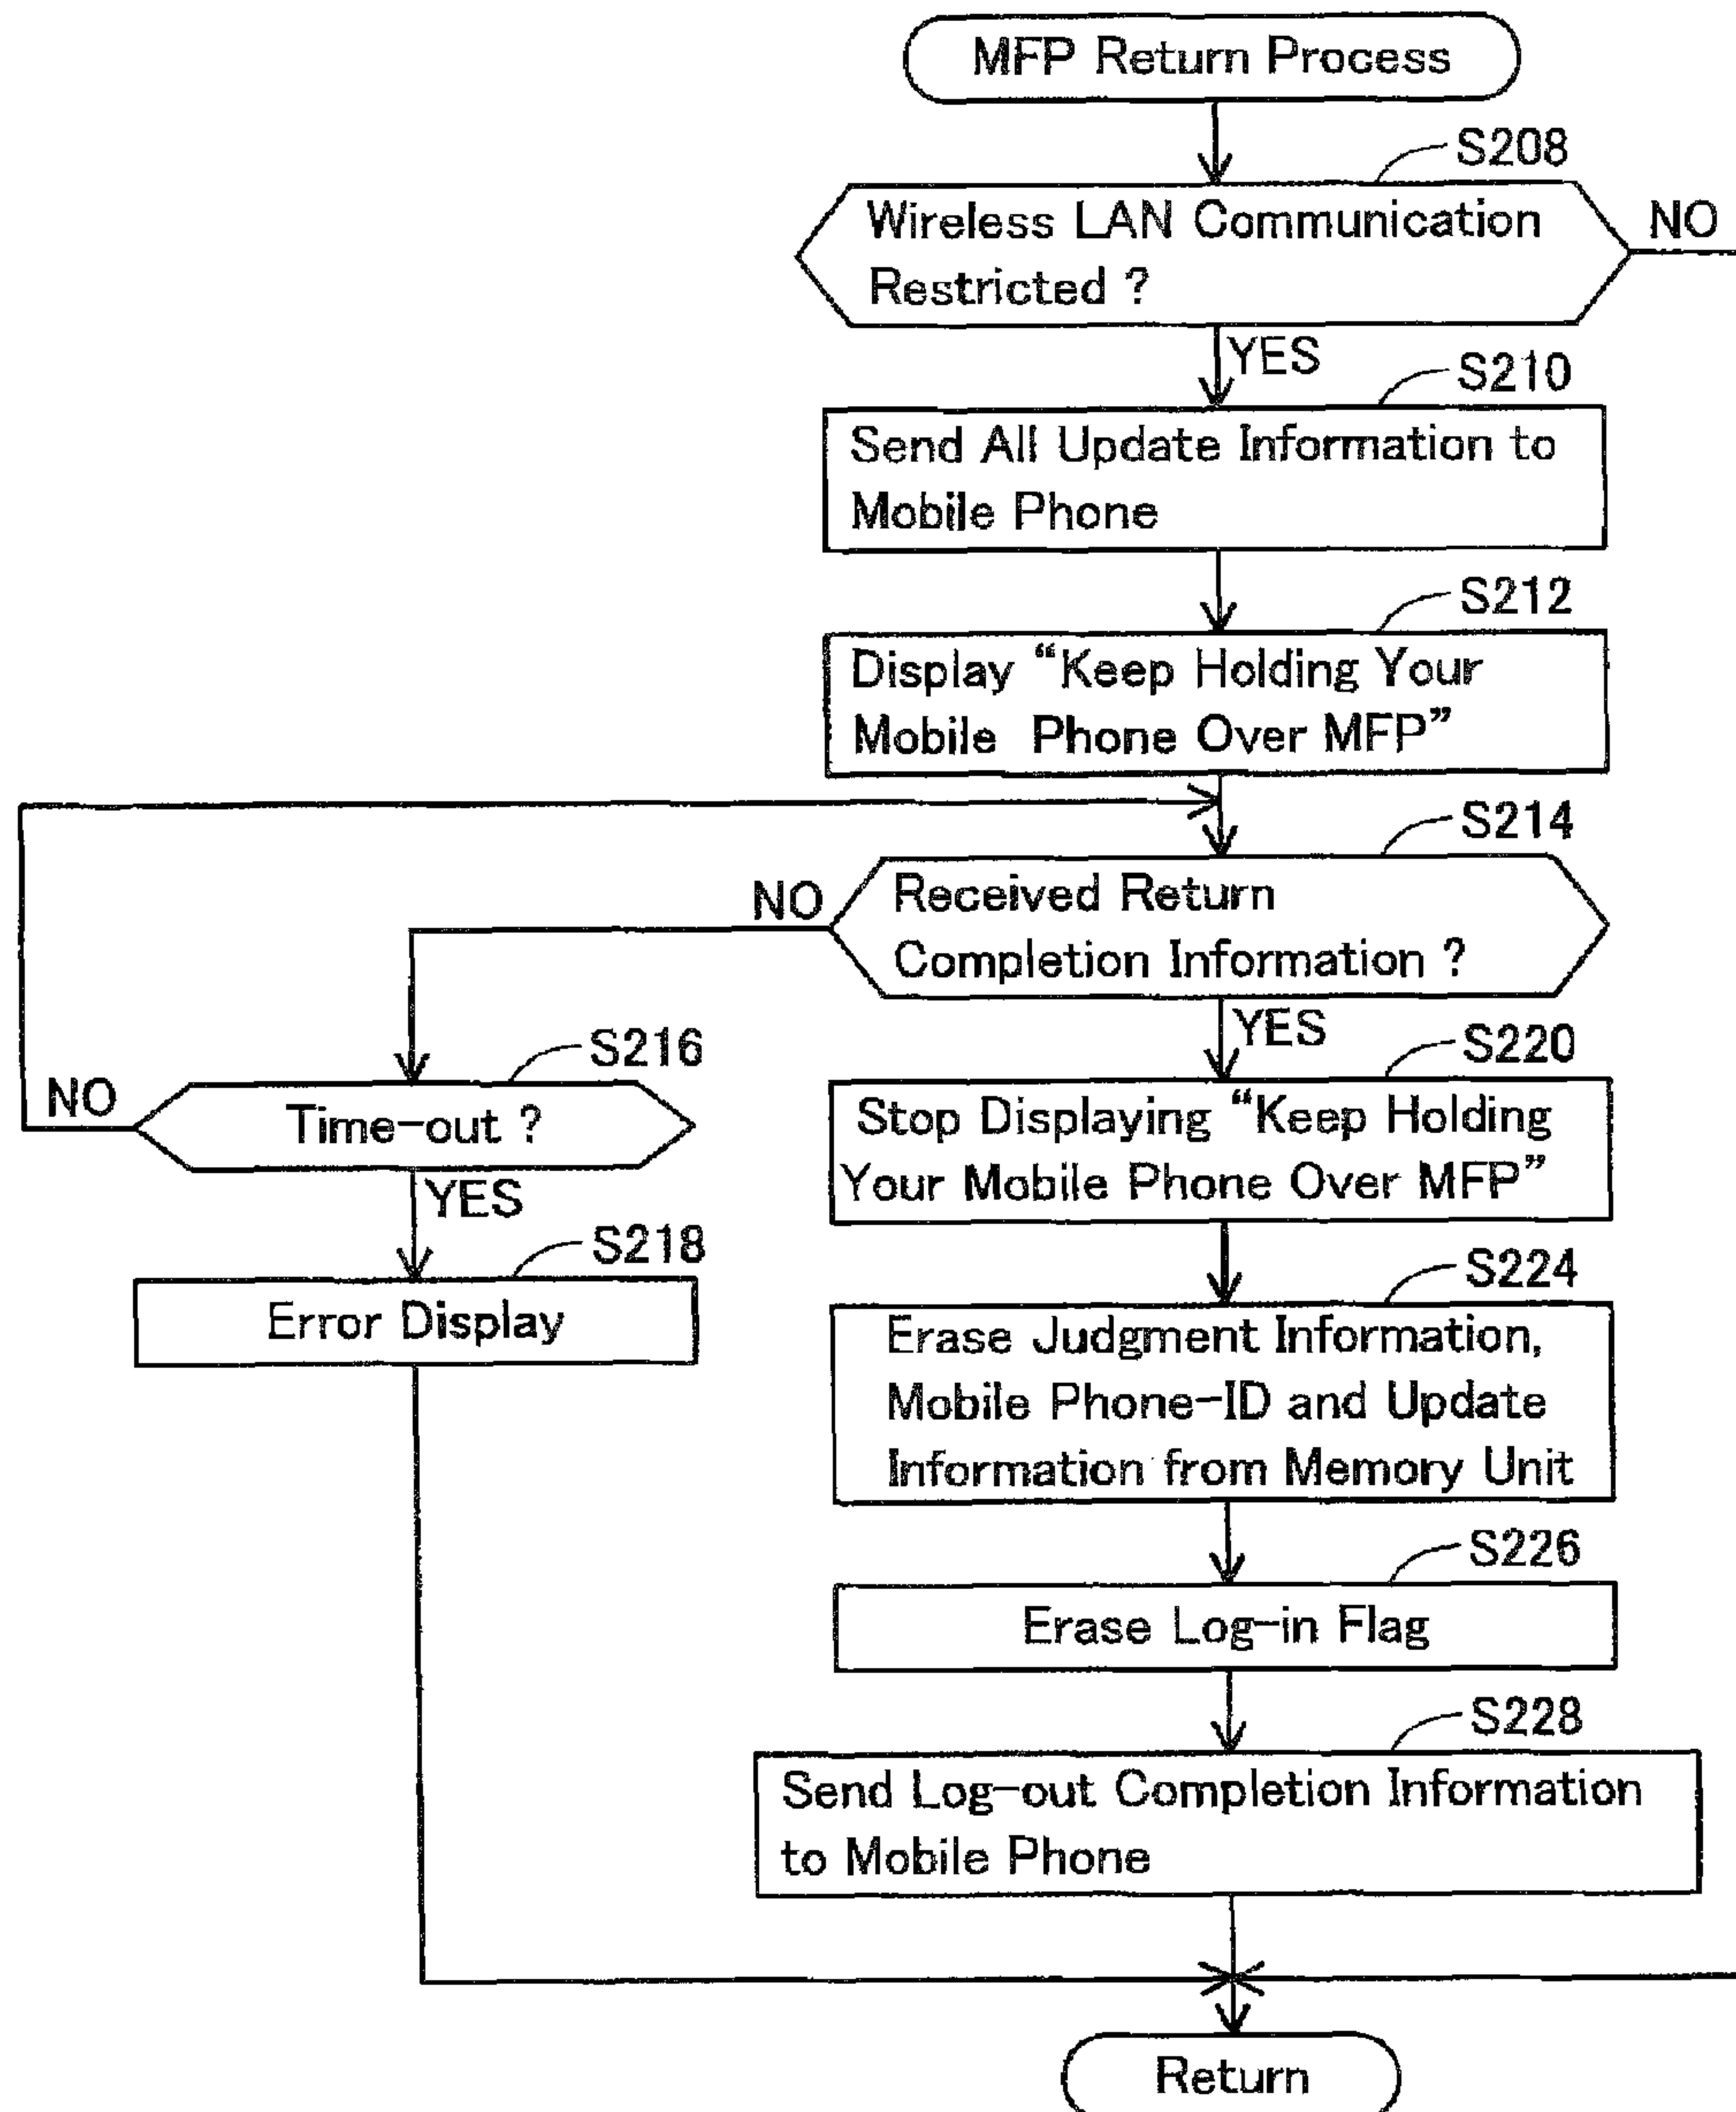 MFP Return Process
S208
Wireless LAN Communication
Restricted ?
NO
YES
S210
Send All Update Information to
Mobile Phone
S212
Display “Keep Holding Your
Mobile Phone Over MFP”
S214
Received Return
Completion Information ?
NO
YES
S216
Time-out ?
NO
YES
S218
Error Display
S220
Stop Displaying “Keep Holding
Your Mobile Phone Over MFP”
S224
Erase Judgment Information,
Mobile Phone-ID and Update
Information from Memory Unit
S226
Erase Log-in Flag
S228
Send Log-out Completion Information
to Mobile Phone
Return